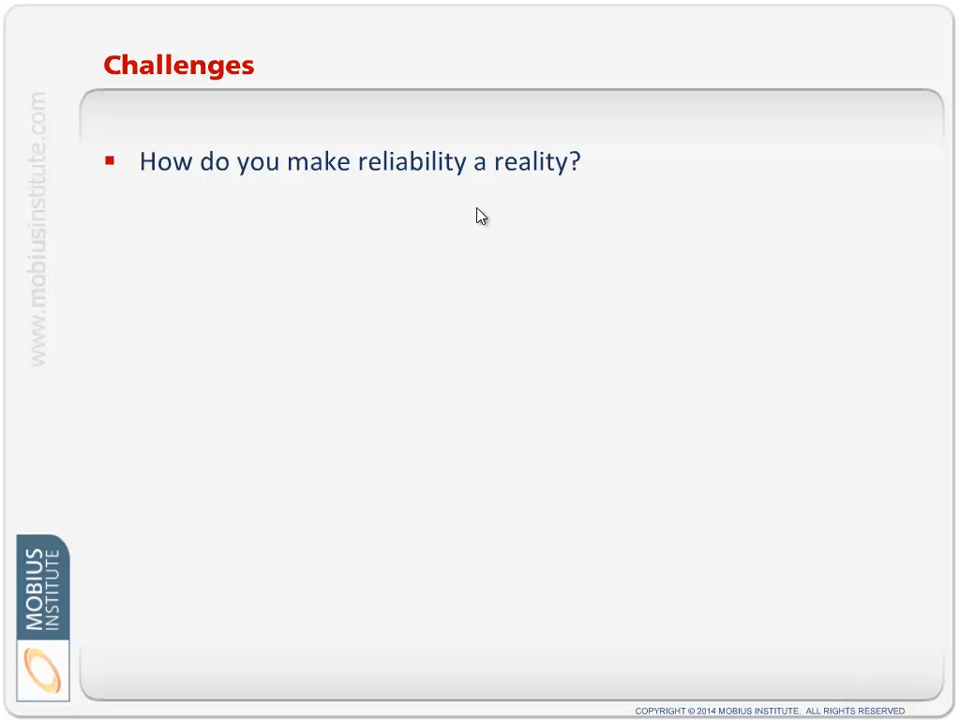 Challenges
www.mobiusinstitute.com
▪ How do you make reliability a reality?
MOBIUS
INSTITUTE
COPYRIGHT © 2014 MOBIUS INSTITUTE. ALL RIGHTS RESERVED